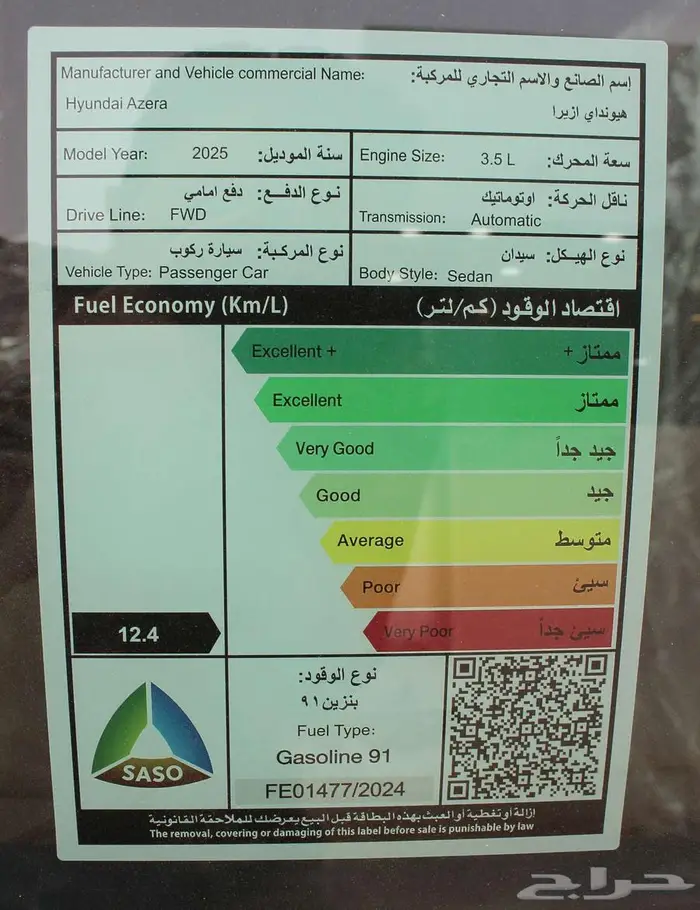 Manufacturer and Vehicle commercial Name: إسم الصانع والاسم التجاري للمركبة:
Hyundai Azera هيونداي ازيرا
Model Year: 2025 سنة الموديل:
Engine Size: 3.5 L سعة المحرك:
نوع الدفع: دفع امامي
Drive Line: FWD
ناقل الحركة: اوتوماتيك
Transmission: Automatic
نوع المركبة: سيارة ركوب
Vehicle Type: Passenger Car
نوع الهيكل: سيدان
Body Style: Sedan
Fuel Economy (Km/L) اقتصاد الوقود (كم/لتر)
Excellent + ممتاز +
Excellent ممتاز
Very Good جيد جداً
Good جيد
Average متوسط
Poor سيئ
Very Poor سيئ جداً
12.4
SASO
نوع الوقود:
بنزين ٩١
Fuel Type:
Gasoline 91
FE01477/2024
إزالة أو تغطية أو العبث بهذه البطاقة قبل البيع يعرضك للملاحقة القانونية
The removal, covering or damaging of this label before sale is punishable by law
حراج